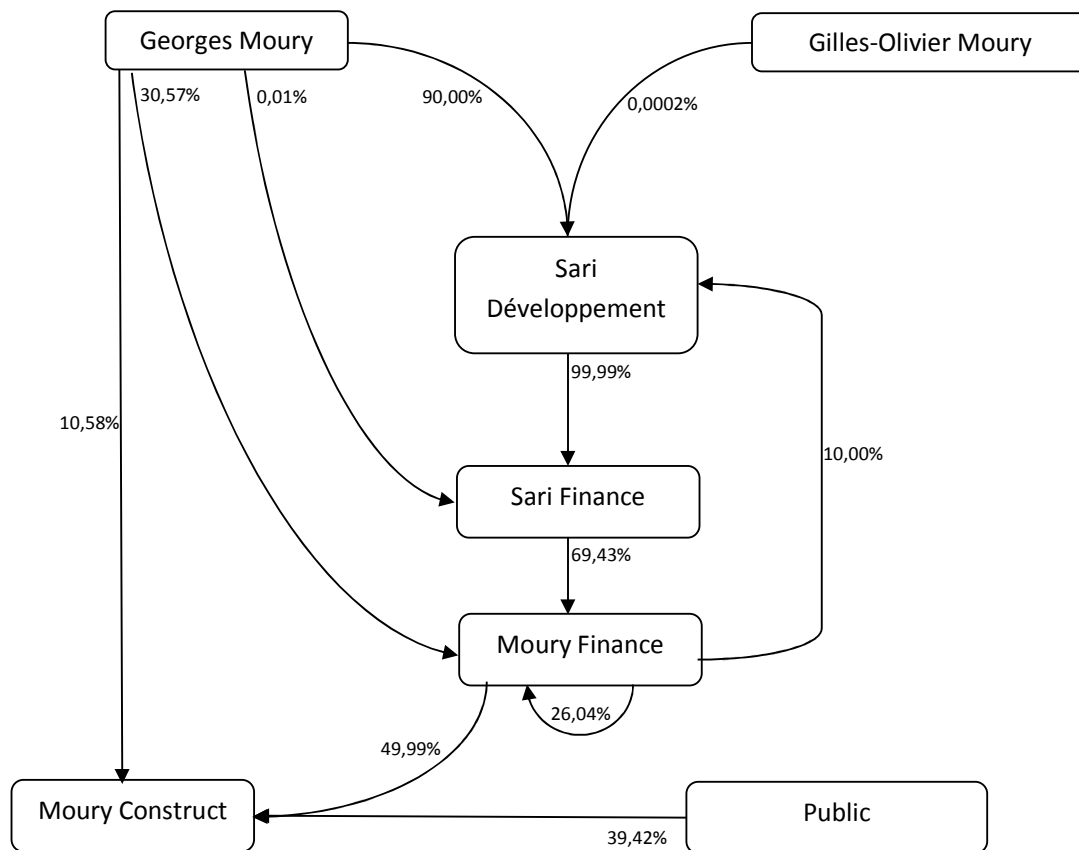 Georges Moury
Gilles-Olivier Moury
30,57%
0,01%
90,00%
0,0002%
Sari
Développement
99,99%
10,58%
10,00%
Sari Finance
69,43%
Moury Finance
26,04%
49,99%
Moury Construct
Public
39,42%